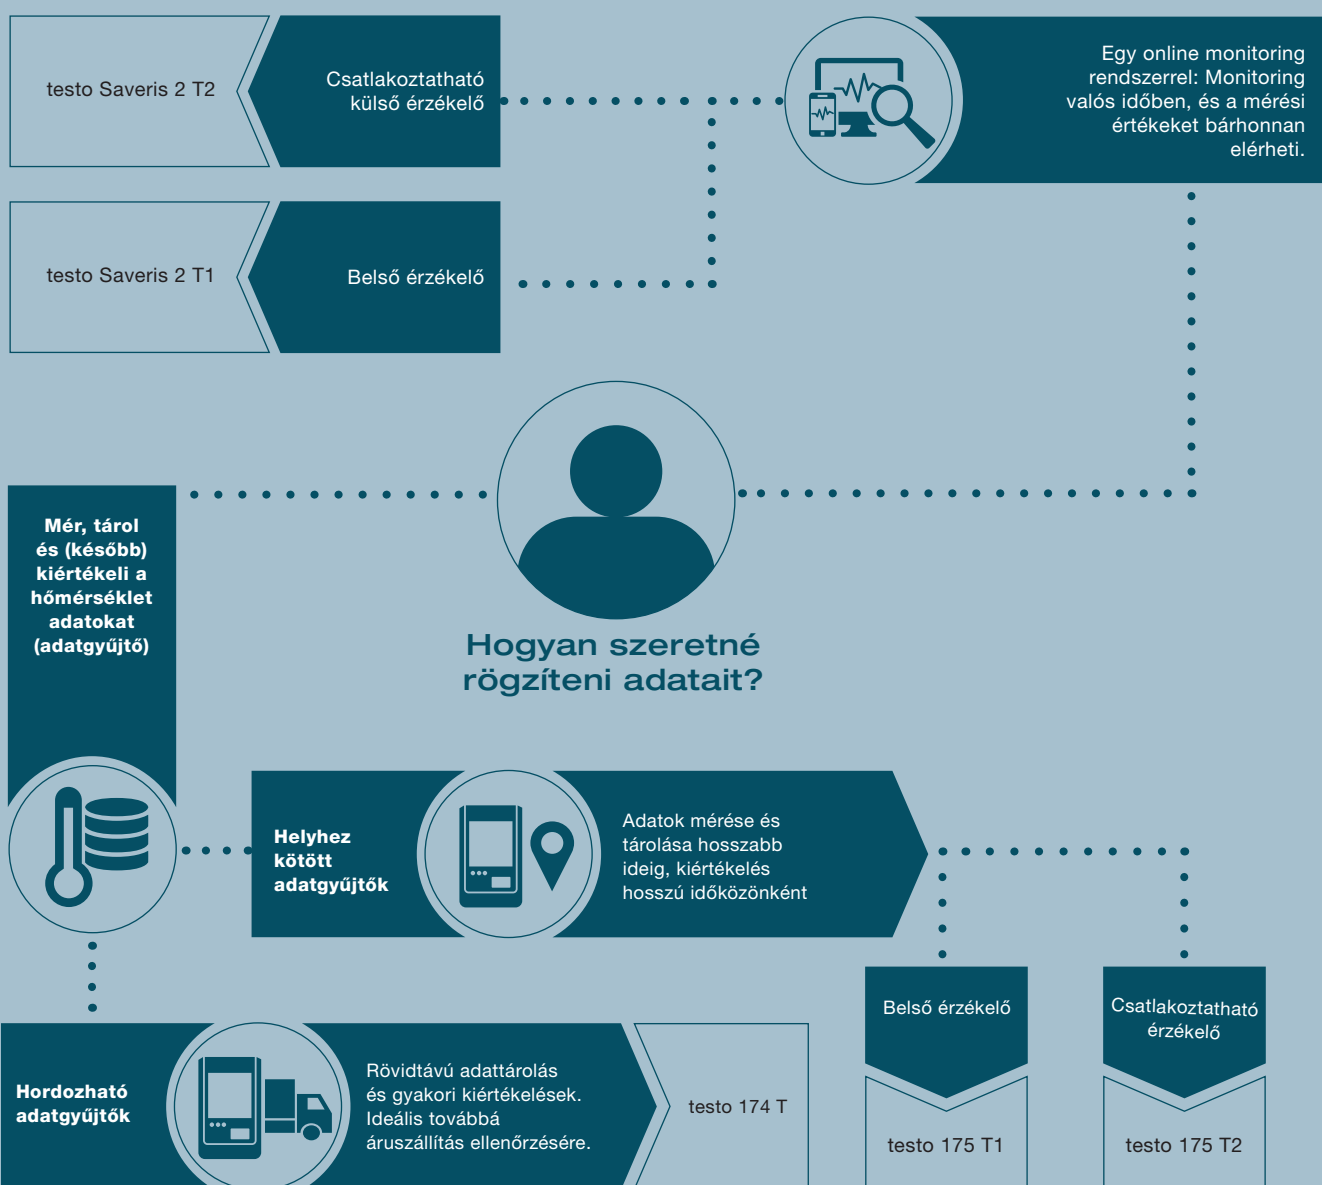 testo Saveris 2 T2
Csatlakoztatható
külső érzékelő
Egy online monitoring
rendszerrel: Monitoring
valós időben, és a mérési
értékeket bárhonnan
elérheti.
testo Saveris 2 T1
Belső érzékelő
Mér, tárol
és (később)
kiértékeli a
hőmérséklet
adatokat
(adatgyűjtő)
Hogyan szeretné
rögzíteni adatait?
Helyhez
kötött
adatgyűjtők
Adatok mérése és
tárolása hosszabb
ideig, kiértékelés
hosszú időközönként
Belső érzékelő
Csatlakoztatható
érzékelő
Hordozható
adatgyűjtők
Rövidtávú adattárolás
és gyakori kiértékelések.
Ideális továbbá
áruszállítás ellenőrzésére.
testo 174 T
testo 175 T1
testo 175 T2